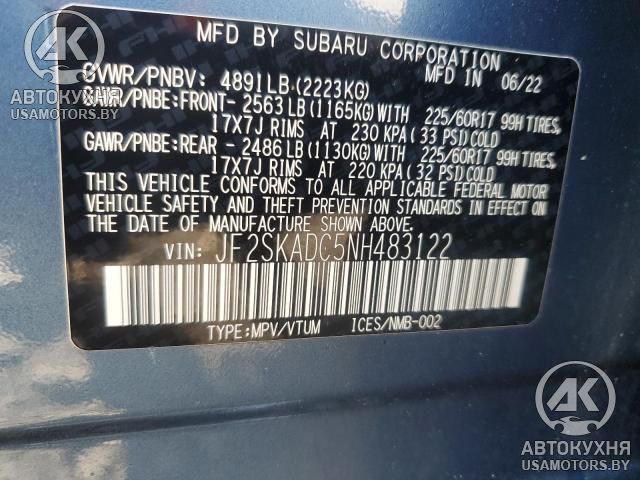 MFD BY SUBARU CORPORATION
GVWR/PNBV: 4891LB(2223KG) MFD IN 06/22
GAWR/PNBE:FRONT- 2563LB(1165KG)WITH 225/60R17 99H TIRES,
17X7J RIMS AT 230 KPA(33 PSI)COLD
GAWR/PNBE:REAR - 2486LB(1130KG)WITH 225/60R17 99H TIRES,
17X7J RIMS AT 220 KPA(32 PSI)COLD
THIS VEHICLE CONFORMS TO ALL APPLICABLE FEDERAL MOTOR
VEHICLE SAFETY AND THEFT PREVENTION STANDARDS IN EFFECT ON
THE DATE OF MANUFACTURE SHOWN ABOVE.
VIN: JF2SKADC5NH483122
TYPE:MPV/VTUM ICES/NMB-002
АК
АВТОКУХНЯ
USAMOTORS.BY
АК
АВТОКУХНЯ
USAMOTORS.BY